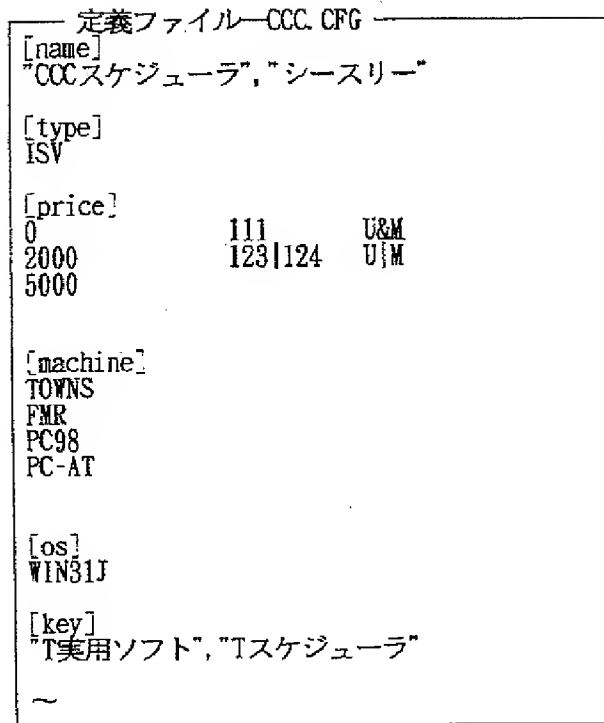 定義ファイル—CCC.CFG
[name]
"CCCスケジューラ","シースリー"
[type]
ISV
[price]
0 111 U&M
2000 123|124 U|M
5000
[machine]
TOWNS
FMR
PC98
PC-AT
[os]
WIN31J
[key]
"T実用ソフト","Tスケジューラ"
~